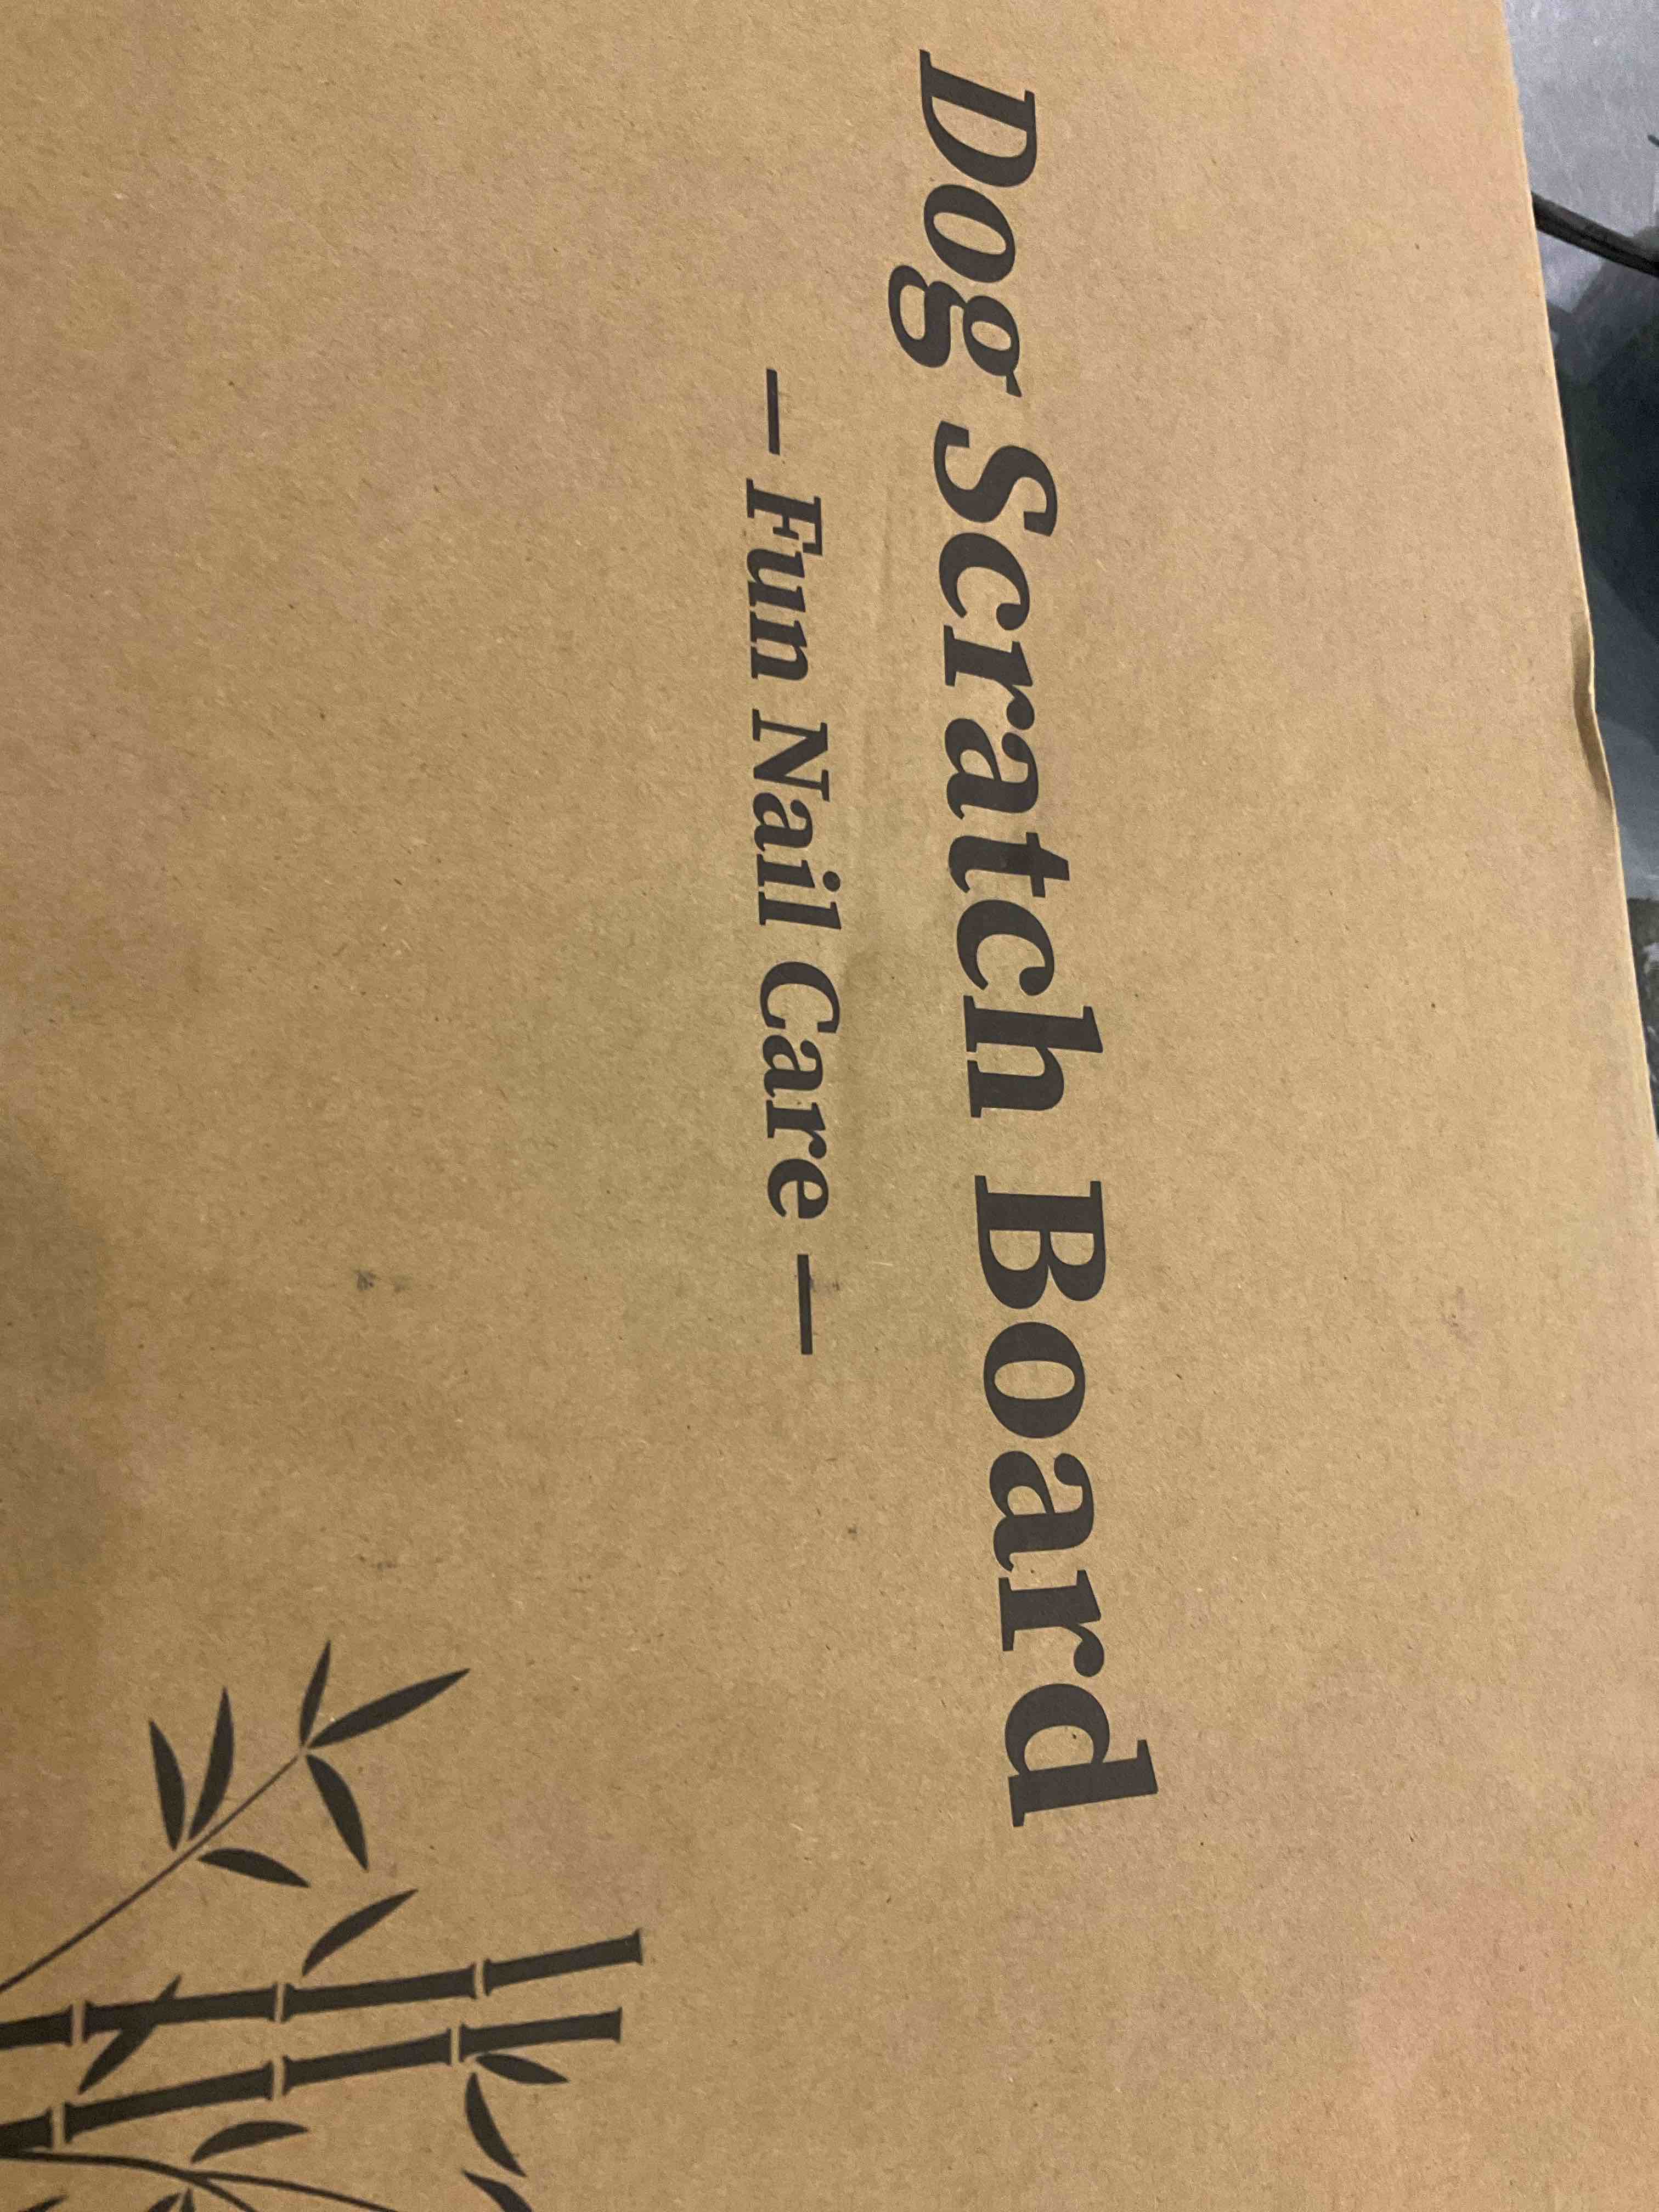 Dog Scratch Board
— Fun Nail Care —